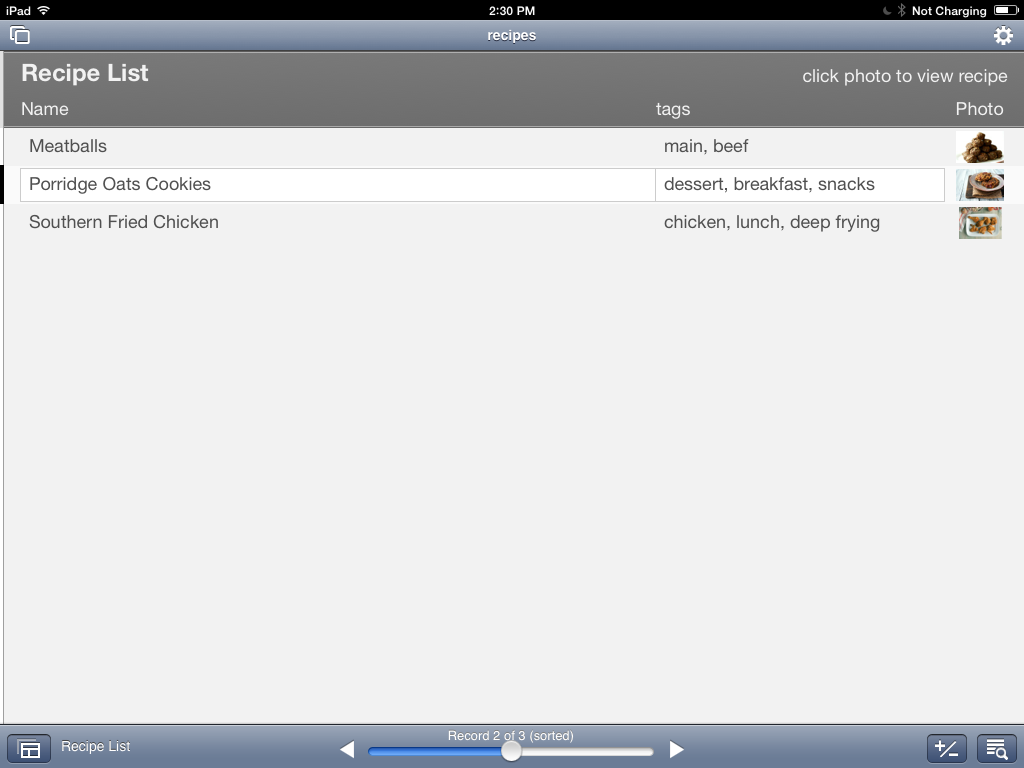 iPad 2:30 PM Not Charging
recipes
Recipe List click photo to view recipe
Name tags Photo
Meatballs main, beef
Porridge Oats Cookies dessert, breakfast, snacks
Southern Fried Chicken chicken, lunch, deep frying
Record 2 of 3 (sorted)
Recipe List